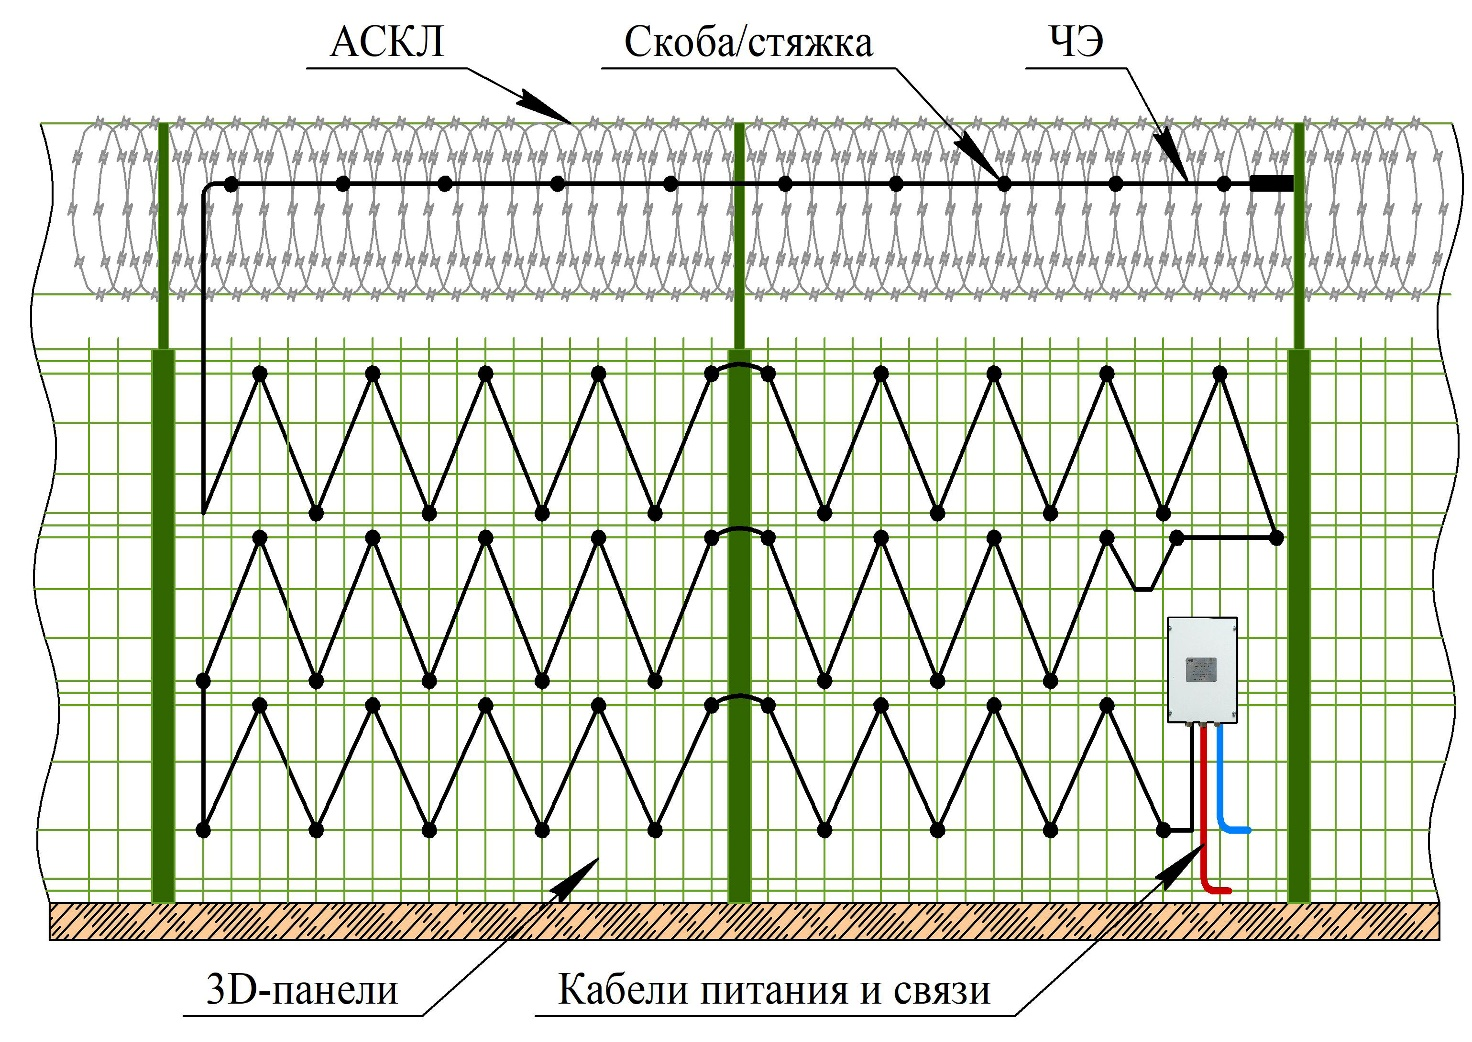 АСКЛ
Скоба/стяжка
ЧЭ
3D-панели
Кабели питания и связи